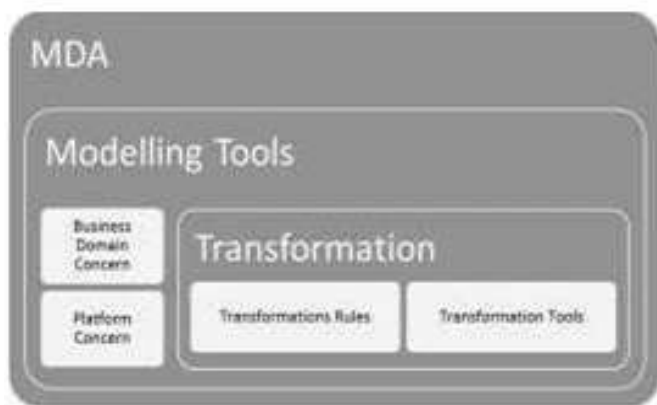 MDA
Modelling Tools
Business
Domain
Concern
Transformation
Platform
Concern
Transformations Rules
Transformation Tools